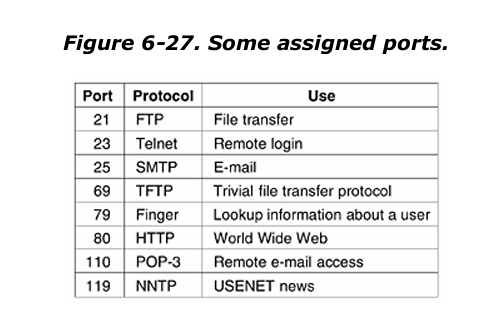 Figure 6-27. Some assigned ports.
Port Protocol Use
21 FTP File transfer
23 Telnet Remote login
25 SMTP E-mail
69 TFTP Trivial file transfer protocol
79 Finger Lookup information about a user
80 HTTP World Wide Web
110 POP-3 Remote e-mail access
119 NNTP USENET news